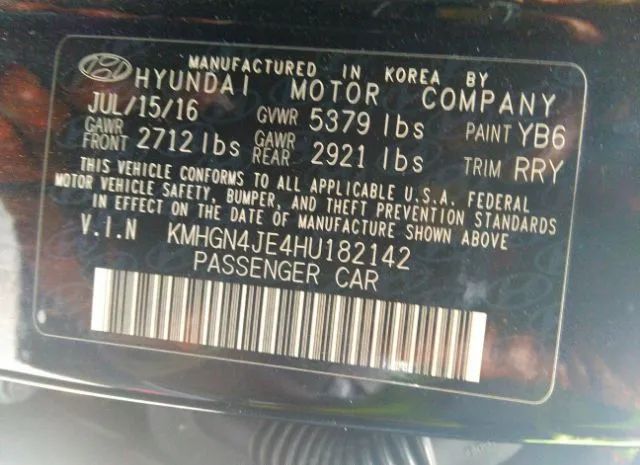 MANUFACTURED IN KOREA BY
HYUNDAI MOTOR COMPANY
JUL/15/16 GVWR 5379 lbs PAINT YB6
GAWR FRONT 2712 lbs GAWR REAR 2921 lbs TRIM RRY
THIS VEHICLE CONFORMS TO ALL APPLICABLE U.S.A. FEDERAL
MOTOR VEHICLE SAFETY, BUMPER, AND THEFT PREVENTION STANDARDS
IN EFFECT ON THE DATE OF MANUFACTURE SHOWN ABOVE
V.I.N KMHGN4JE4HU182142
PASSENGER CAR